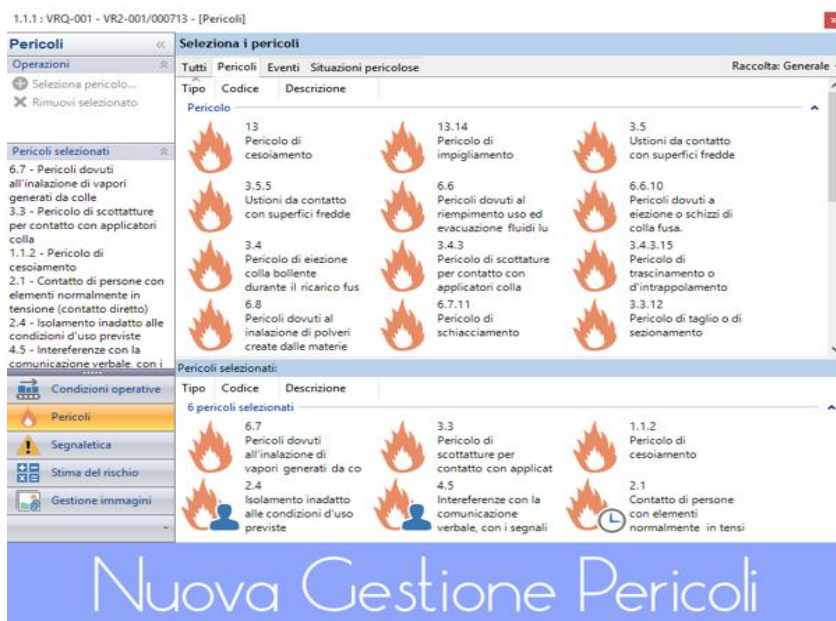 1.1.1 : VRQ-001 - VR2-001/000713 - [Pericoli]
Pericoli
Operazioni
Seleziona pericolo...
Rimuovi selezionato
Pericoli selezionati
6.7 - Pericoli dovuti
all'inalazione di vapori
generati da colle
3.3 - Pericolo di scottature
per contatto con applicatori
colla
1.1.2 - Pericolo di
cesoiamento
2.1 - Contatto di persone con
elementi normalmente in
tensione (contatto diretto)
2.4 - Isolamento inadatto alle
condizioni d'uso previste
4.5 - Intereferenze con la
comunicazione verbale, con i
Condizioni operative
Pericoli
Segnaletica
Stima del rischio
Gestione immagini
Seleziona i pericoli
Tutti Pericoli Eventi Situazioni pericolose Raccolta: Generale
Tipo Codice Descrizione
Pericolo
13
Pericolo di
cesoiamento
13.14
Pericolo di
impigliamento
3.5
Ustioni da contatto
con superfici fredde
3.5.5
Ustioni da contatto
con superfici fredde
6.6
Pericoli dovuti al
riempimento uso ed
evacuazione fluidi lu
6.6.10
Pericoli dovuti a
eiezione o schizzi di
colla fusa.
3.4
Pericolo di eiezione
colla bollente
durante il ricarico fus
3.4.3
Pericolo di scottature
per contatto con
applicatori colla
3.4.3.15
Pericolo di
trascinamento o
d'intrappolamento
6.8
Pericoli dovuti al
inalazione di polveri
create dalle materie
6.7.11
Pericolo di
schiacciamento
3.3.12
Pericolo di taglio o di
sezionamento
Pericoli selezionati:
Tipo Codice Descrizione
6 pericoli selezionati
6.7
Pericoli dovuti
all'inalazione di
vapori generati da co
3.3
Pericolo di
scottature per
contatto con applicat
1.1.2
Pericolo di
cesoiamento
2.4
Isolamento inadatto
alle condizioni d'uso
previste
4.5
Intereferenze con la
comunicazione
verbale, con i segnali
2.1
Contatto di persone
con elementi
normalmente in tensi
Nuova Gestione Pericoli